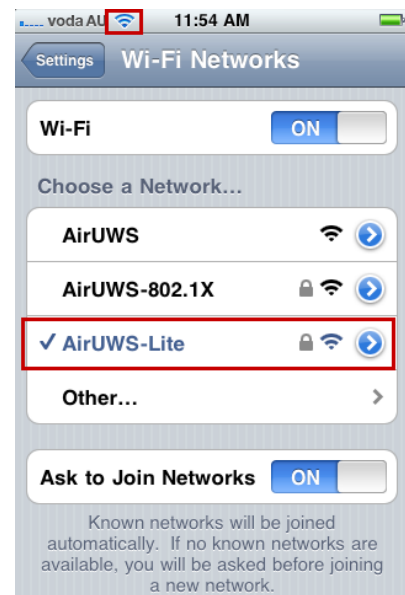 voda AU 11:54 AM
Settings Wi-Fi Networks
Wi-Fi ON
Choose a Network...
AirUWS
AirUWS-802.1X
AirUWS-Lite
Other...
Ask to Join Networks ON
Known networks will be joined
automatically. If no known networks are
available, you will be asked before joining
a new network.